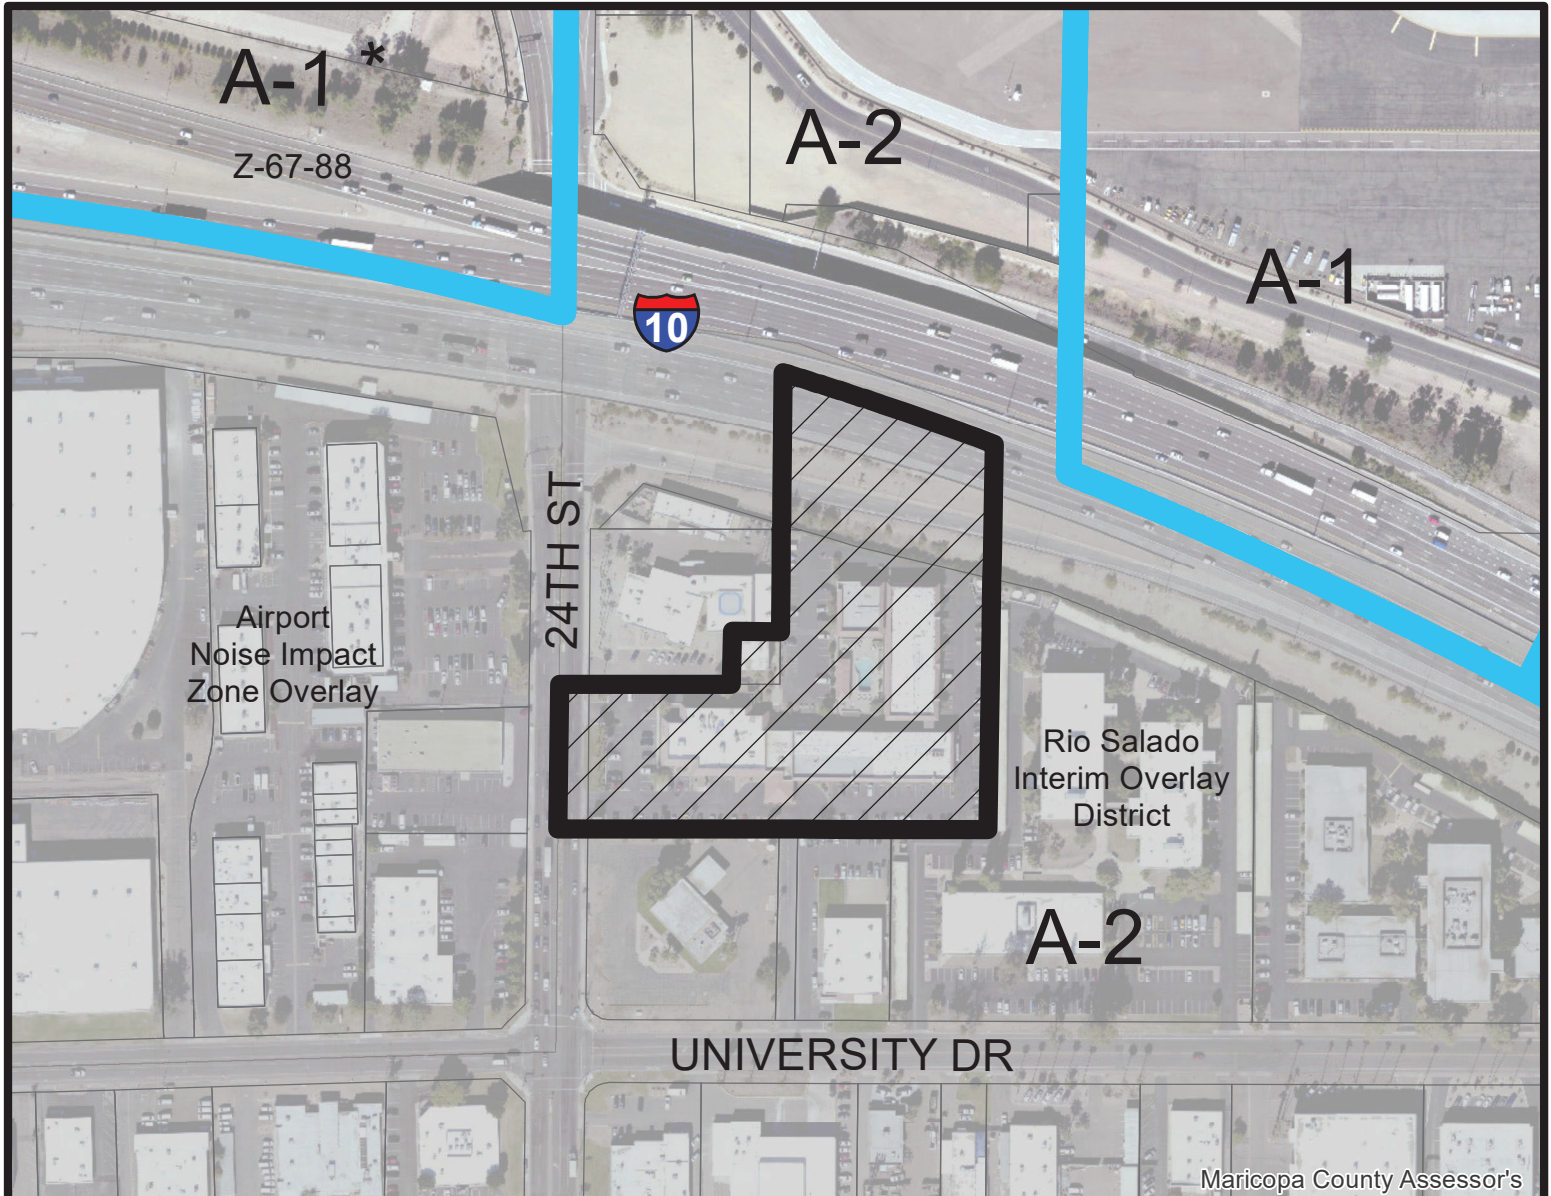 A-1 *
Z-67-88
A-2
A-1
10
24TH ST
Airport
Noise Impact
Zone Overlay
Rio Salado
Interim Overlay
District
A-2
UNIVERSITY DR
Maricopa County Assessor's